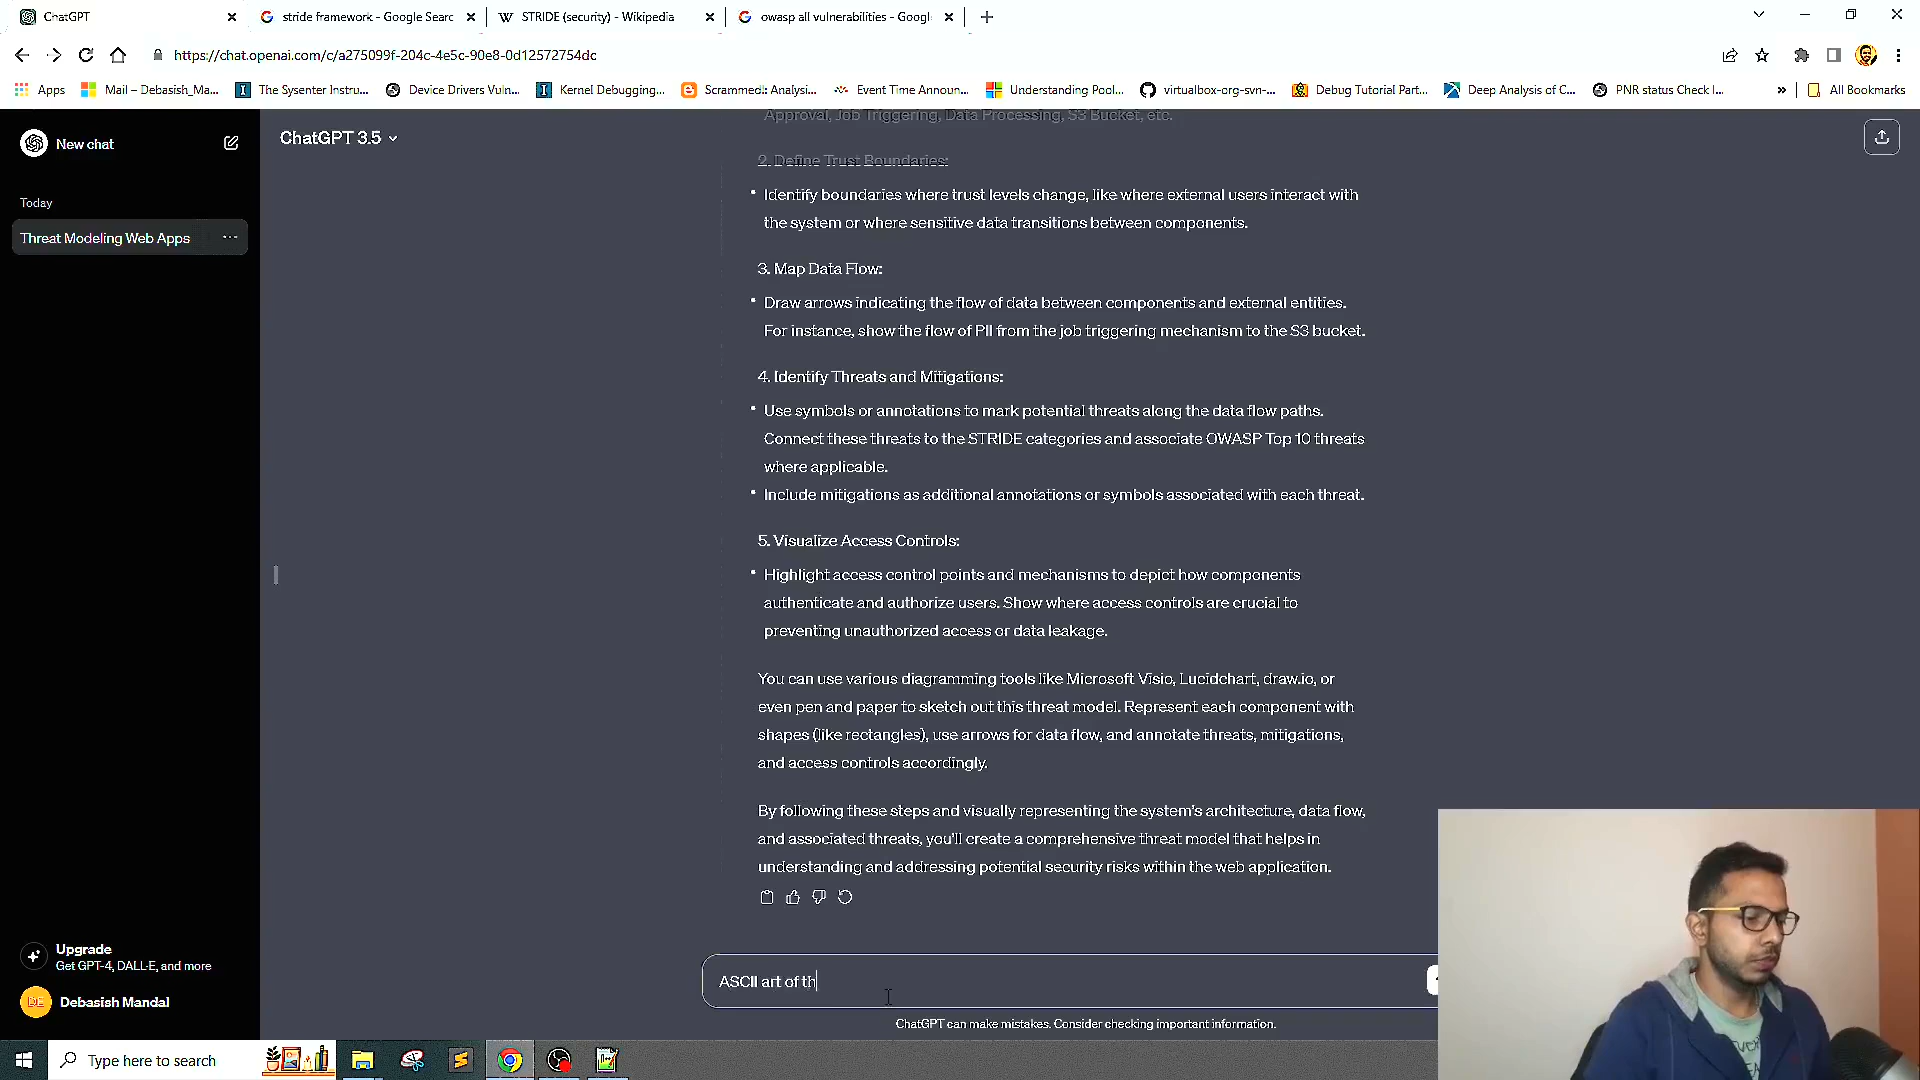 ChatGPT
stride framework - Google Searc
STRIDE (security) - Wikipedia
owasp all vulnerabilities - Googl
https://chat.openai.com/c/a275099f-204c-4e5c-90e8-0d12572754dc
Apps
Mail – Debasish_Ma...
The Sysenter Instru...
Device Drivers Vuln...
Kernel Debugging...
Scrammed!: Analysi...
Event Time Announ...
Understanding Pool...
virtualbox-org-svn-...
Debug Tutorial Part...
Deep Analysis of C...
PNR status Check I...
»
All Bookmarks
New chat
Today
Threat Modeling Web Apps
ChatGPT 3.5
Approval, Job Triggering, Data Processing, S3 Bucket, etc.
2. Define Trust Boundaries:
• Identify boundaries where trust levels change, like where external users interact with
the system or where sensitive data transitions between components.
3. Map Data Flow:
• Draw arrows indicating the flow of data between components and external entities.
For instance, show the flow of PII from the job triggering mechanism to the S3 bucket.
4. Identify Threats and Mitigations:
• Use symbols or annotations to mark potential threats along the data flow paths.
Connect these threats to the STRIDE categories and associate OWASP Top 10 threats
where applicable.
• Include mitigations as additional annotations or symbols associated with each threat.
5. Visualize Access Controls:
• Highlight access control points and mechanisms to depict how components
authenticate and authorize users. Show where access controls are crucial to
preventing unauthorized access or data leakage.
You can use various diagramming tools like Microsoft Visio, Lucidchart, draw.io, or
even pen and paper to sketch out this threat model. Represent each component with
shapes (like rectangles), use arrows for data flow, and annotate threats, mitigations,
and access controls accordingly.
By following these steps and visually representing the system's architecture, data flow,
and associated threats, you'll create a comprehensive threat model that helps in
understanding and addressing potential security risks within the web application.
Upgrade
Get GPT-4, DALL·E, and more
DE
Debasish Mandal
ASCII art of th
ChatGPT can make mistakes. Consider checking important information.
Type here to search